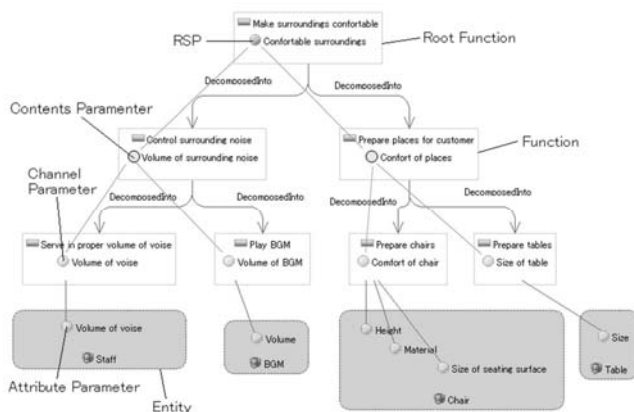 Make surroundings confortable
RSP
Confortable surroundings
Root Function
DecomposedInto
DecomposedInto
Contents Paramenter
Control surrounding noise
Prepare places for customer
Volume of surrounding noise
Confort of places
Function
Channel
Parameter
DecomposedInto
DecomposedInto
DecomposedInto
DecomposedInto
Serve in proper volume of voise
Play BGM
Prepare chairs
Prepare tables
Volume of voise
Volume of BGM
Comfort of chair
Size of table
Volume of voise
Volume
Height
Material
Size
Staff
BGM
Size of seating surface
Table
Attribute Parameter
Chair
Entity